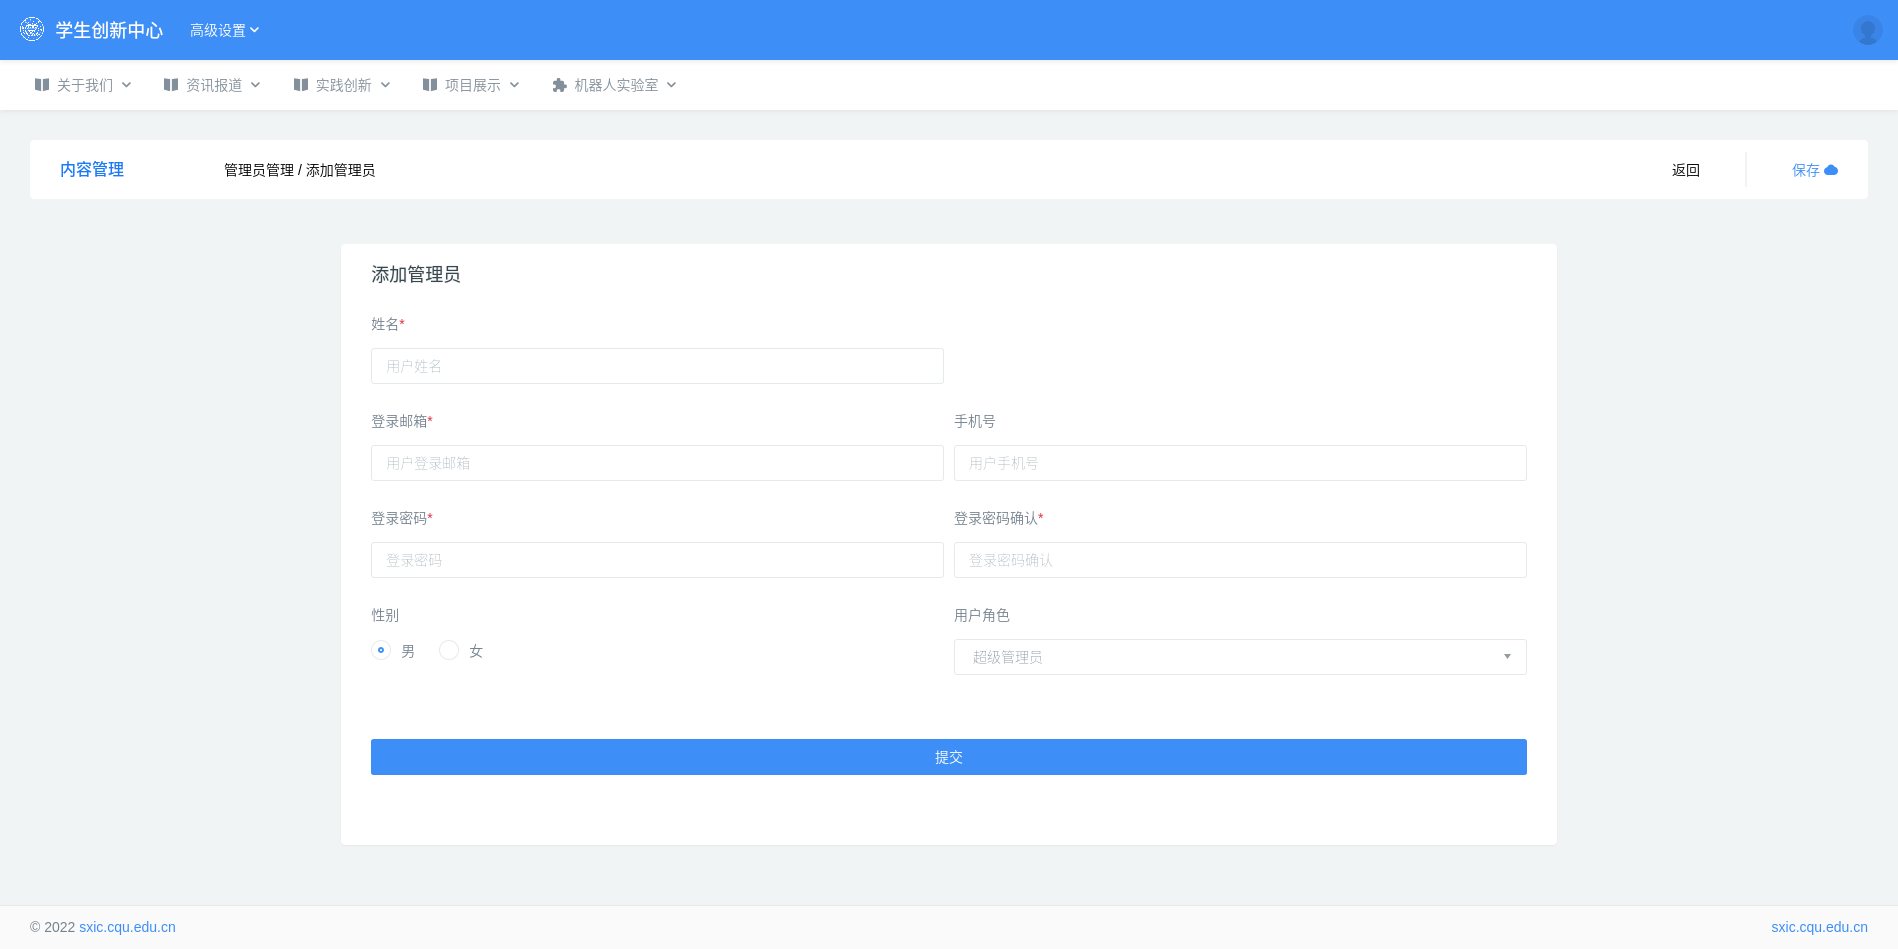 学生创新中心 高级设置
关于我们 资讯报道 实践创新 项目展示 机器人实验室
内容管理 管理员管理 / 添加管理员 返回 保存
添加管理员
姓名*
用户姓名
登录邮箱* 手机号
用户登录邮箱 用户手机号
登录密码* 登录密码确认*
登录密码 登录密码确认
性别 用户角色
男 女 超级管理员
提交
© 2022 sxic.cqu.edu.cn sxic.cqu.edu.cn